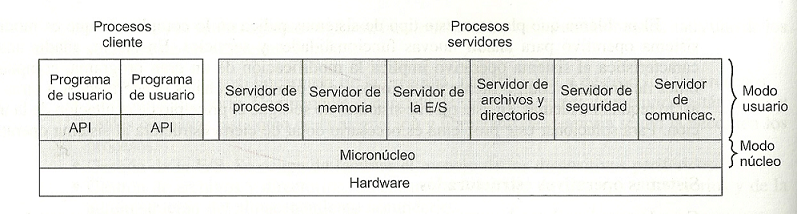 Procesos
cliente
Procesos
servidores
Programa
de usuario
API
Programa
de usuario
API
Servidor de
procesos
Servidor de
memoria
Servidor de
la E/S
Servidor de
archivos y
directorios
Servidor de
seguridad
Servidor
de
comunicac.
Modo
usuario
Micronúcleo
Modo
núcleo
Hardware